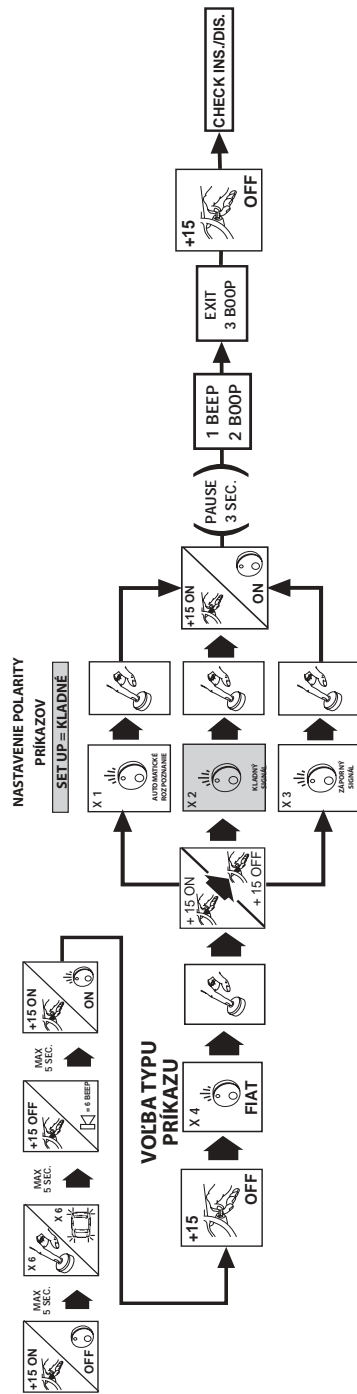 +15 ON
OFF
MAX
5 SEC.
X 6
X 6
MAX
5 SEC.
+15 OFF
= 6 BEEP
MAX
5 SEC.
+15 ON
ON
+15
OFF
VOĽBA TYPU
PRÍKAZU
X 4
FIAT
+ 15 ON
+ 15 OFF
NASTAVENIE POLARITY
PRÍKAZOV
SET UP = KLADNÉ
X 1
AUTOMATICKÉ
ROZPOZNANIE
X 2
KLADNÝ
SIGNÁL
X 3
ZÁPORNÝ
SIGNÁL
+15 ON
ON
PAUSE
3 SEC.
1 BEEP
2 BOOP
EXIT
3 BOOP
+15
OFF
CHECK INS./DIS.